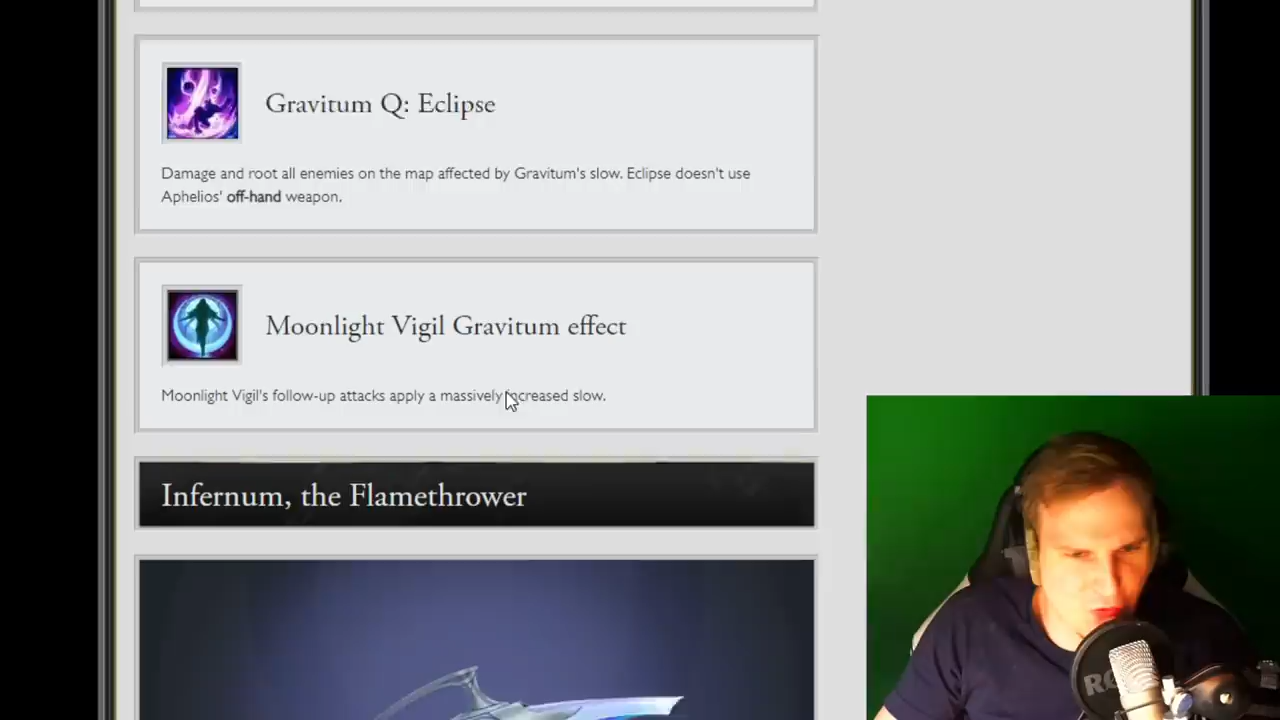 Gravitum Q: Eclipse
Damage and root all enemies on the map affected by Gravitum's slow. Eclipse doesn't use
Aphelios' off-hand weapon.
Moonlight Vigil Gravitum effect
Moonlight Vigil's follow-up attacks apply a massively increased slow.
Infernum, the Flamethrower